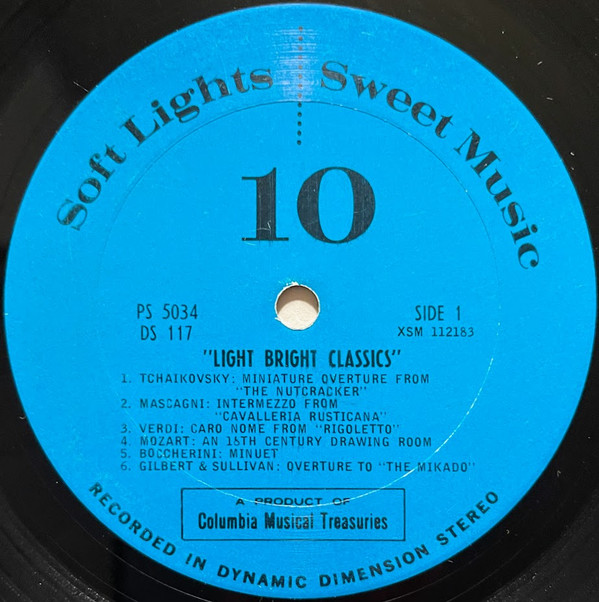 Soft Lights Sweet Music
10
PS 5034
DS 117
SIDE 1
XSM 112183
"LIGHT BRIGHT CLASSICS"
1. TCHAIKOVSKY: MINIATURE OVERTURE FROM
"THE NUTCRACKER"
2. MASCAGNI: INTERMEZZO FROM
"CAVALLERIA RUSTICANA"
3. VERDI: CARO NOME FROM "RIGOLETTO"
4. MOZART: AN 16TH CENTURY DRAWING ROOM
5. BOCCHERINI: MINUET
6. GILBERT & SULLIVAN: OVERTURE TO "THE MIKADO"
A PRODUCT OF
Columbia Musical Treasuries
RECORDED IN DYNAMIC DIMENSION STEREO